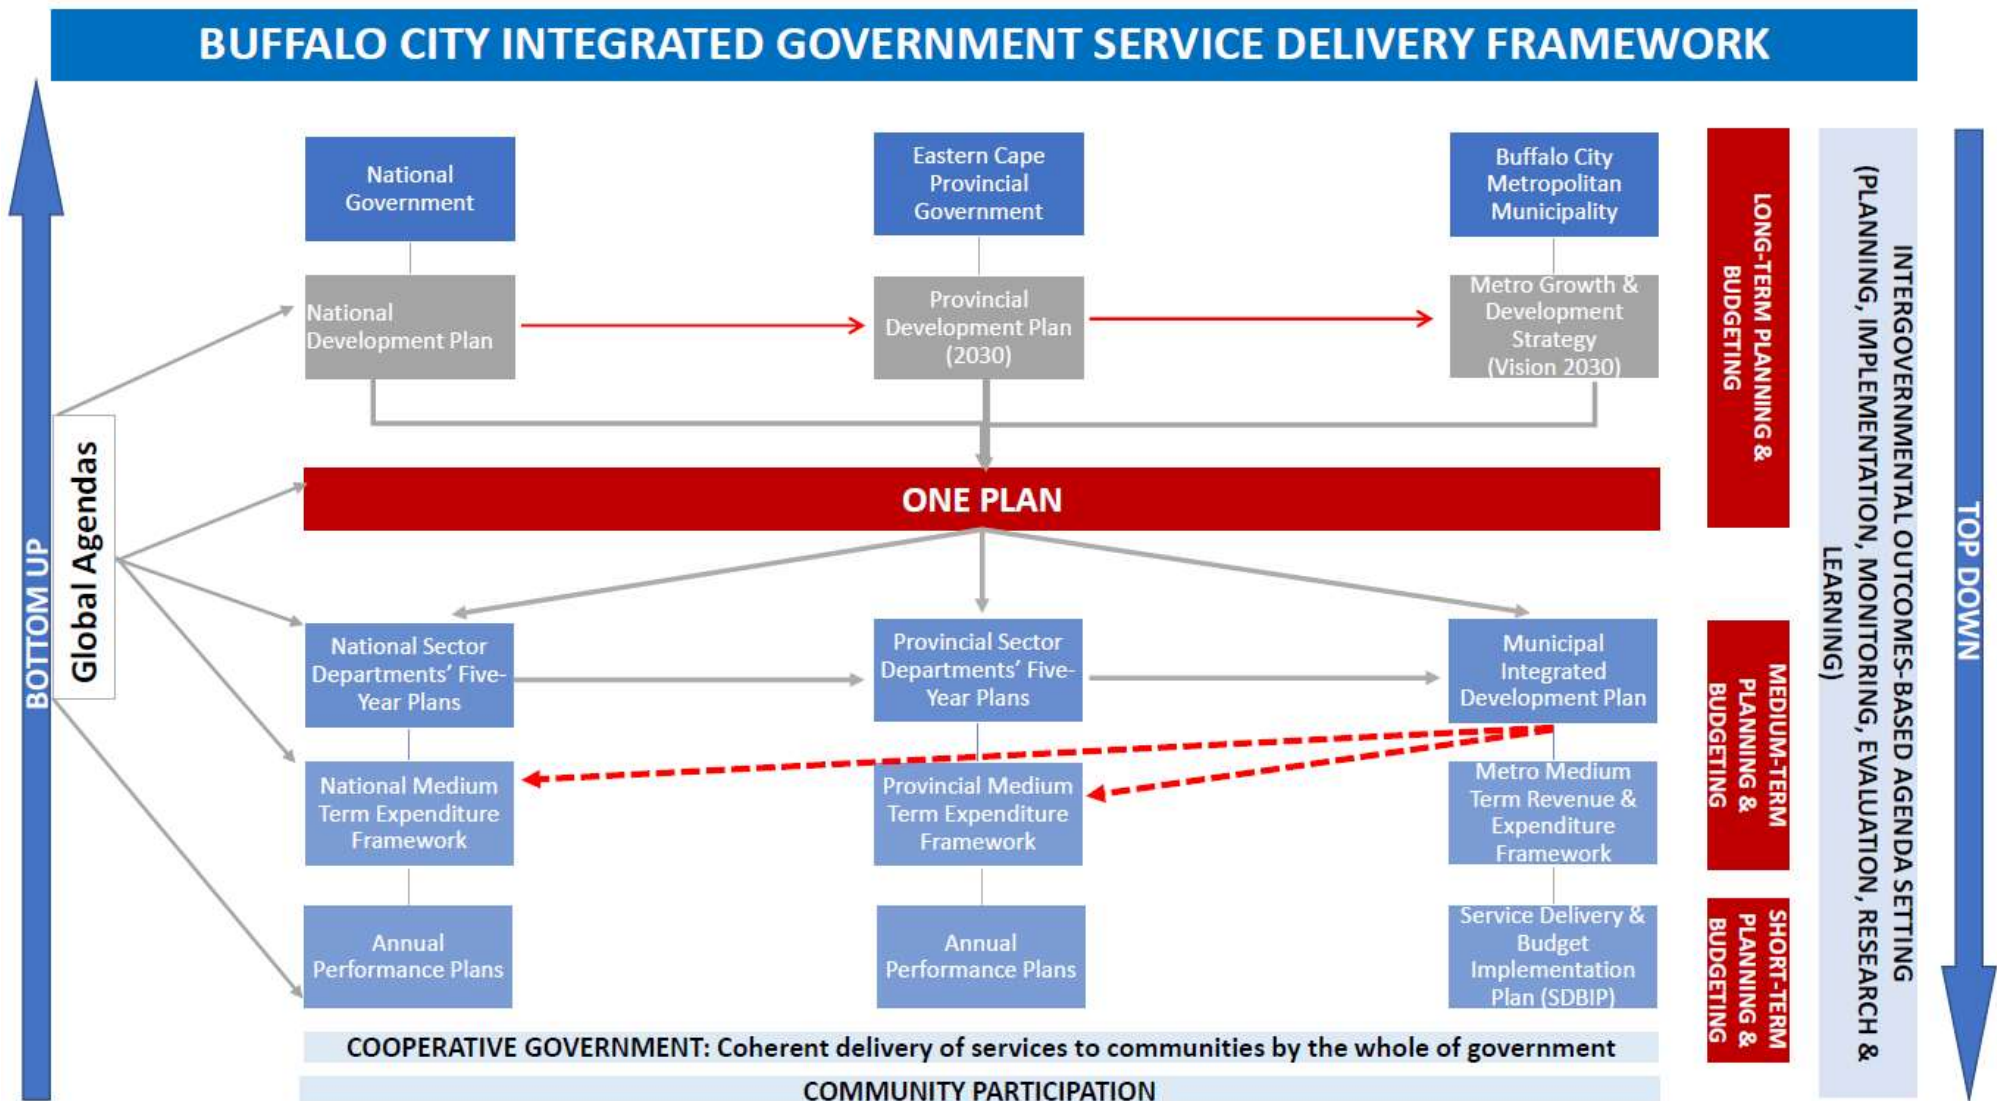 BUFFALO CITY INTEGRATED GOVERNMENT SERVICE DELIVERY FRAMEWORK
National
Government
Eastern Cape
Provincial
Government
Buffalo City
Metropolitan
Municipality
National
Development Plan
Provincial
Development Plan
(2030)
Metro Growth &
Development
Strategy
(Vision 2030)
ONE PLAN
National Sector
Departments’ Five-
Year Plans
Provincial Sector
Departments’ Five-
Year Plans
Municipal
Integrated
Development Plan
National Medium
Term Expenditure
Framework
Provincial Medium
Term Expenditure
Framework
Metro Medium
Term Revenue &
Expenditure
Framework
Annual
Performance Plans
Annual
Performance Plans
Service Delivery &
Budget
Implementation
Plan (SDBIP)
COOPERATIVE GOVERNMENT: Coherent delivery of services to communities by the whole of government
COMMUNITY PARTICIPATION
BOTTOM UP
Global Agendas
LONG-TERM PLANNING &
BUDGETING
MEDIUM-TERM
PLANNING &
BUDGETING
SHORT-TERM
PLANNING &
BUDGETING
INTERGOVERNMENTAL OUTCOMES-BASED AGENDA SETTING
(PLANNING, IMPLEMENTATION, MONITORING, EVALUATION, RESEARCH &
LEARNING)
TOP DOWN